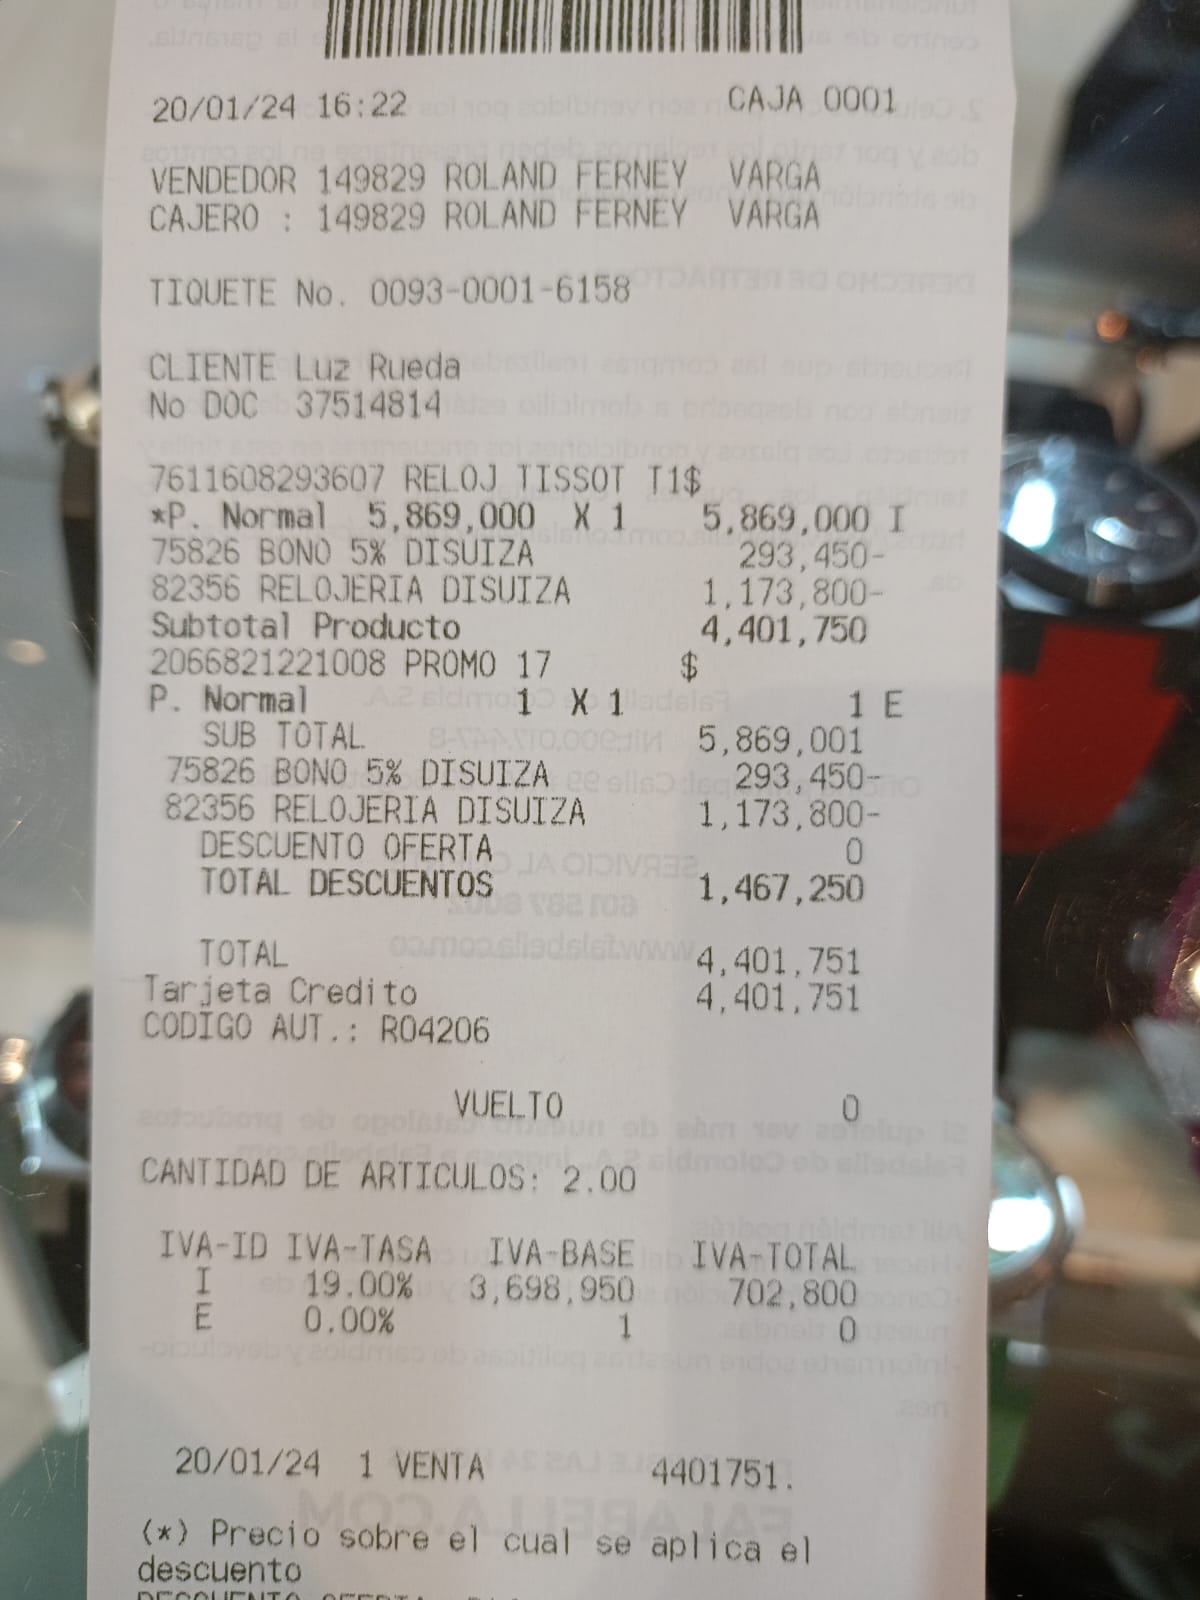 20/01/24 16:22 CAJA 0001
VENDEDOR 149829 ROLAND FERNEY VARGA
CAJERO : 149829 ROLAND FERNEY VARGA
TIQUETE No. 0093-0001-6158
CLIENTE Luz Rueda
No DOC 37514814
7611608293607 RELOJ TISSOT T1$
*P. Normal 5,869,000 X 1 5,869,000 I
75826 BONO 5% DISUIZA 293,450-
82356 RELOJERIA DISUIZA 1,173,800-
Subtotal Producto 4,401,750
2066821221008 PROMO 17 $
P. Normal 1 X 1 1 E
SUB TOTAL 5,869,001
75826 BONO 5% DISUIZA 293,450-
82356 RELOJERIA DISUIZA 1,173,800-
DESCUENTO OFERTA 0
TOTAL DESCUENTOS 1,467,250
TOTAL 4,401,751
Tarjeta Credito 4,401,751
CODIGO AUT.: R04206
VUELTO 0
CANTIDAD DE ARTICULOS: 2.00
IVA-ID IVA-TASA IVA-BASE IVA-TOTAL
I 19.00% 3,698,950 702,800
E 0.00% 1 0
20/01/24 1 VENTA 4401751.
(*) Precio sobre el cual se aplica el
descuento